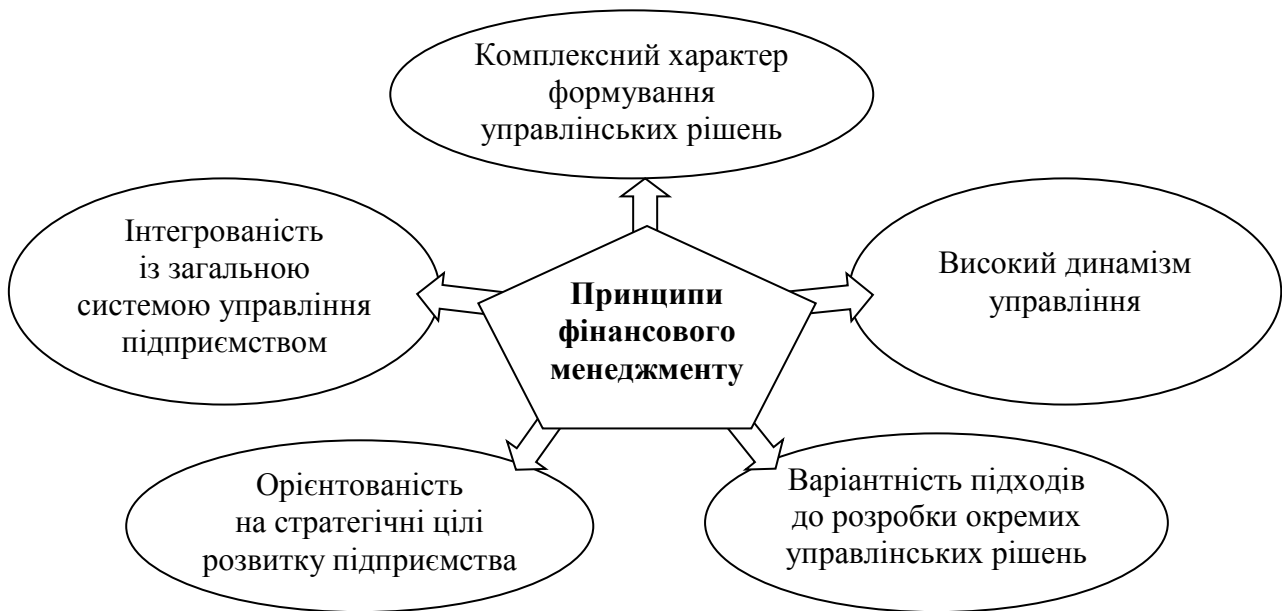 Комплексний характер
формування
управлінських рішень
Інтегрованість
із загальною
системою управління
підприємством
Принципи
фінансового
менеджменту
Високий динамізм
управління
Орієнтованість
на стратегічні цілі
розвитку підприємства
Варіантність підходів
до розробки окремих
управлінських рішень